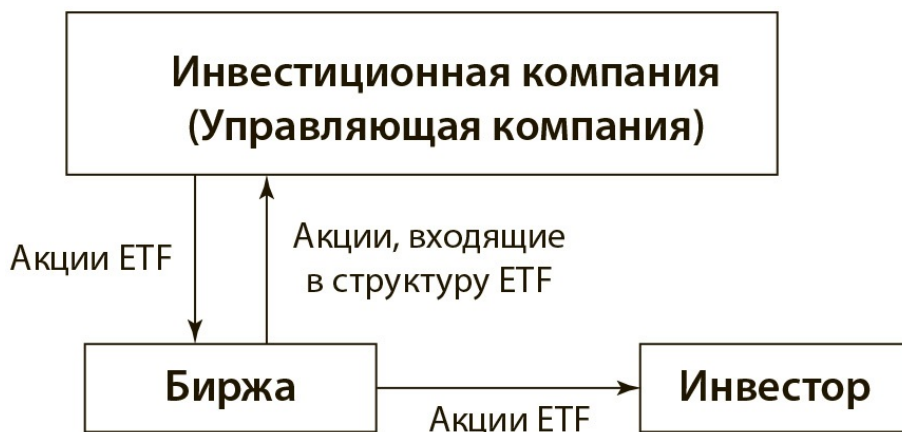 Инвестиционная компания
(Управляющая компания)
Акции ETF
Акции, входящие
в структуру ETF
Биржа
Акции ETF
Инвестор